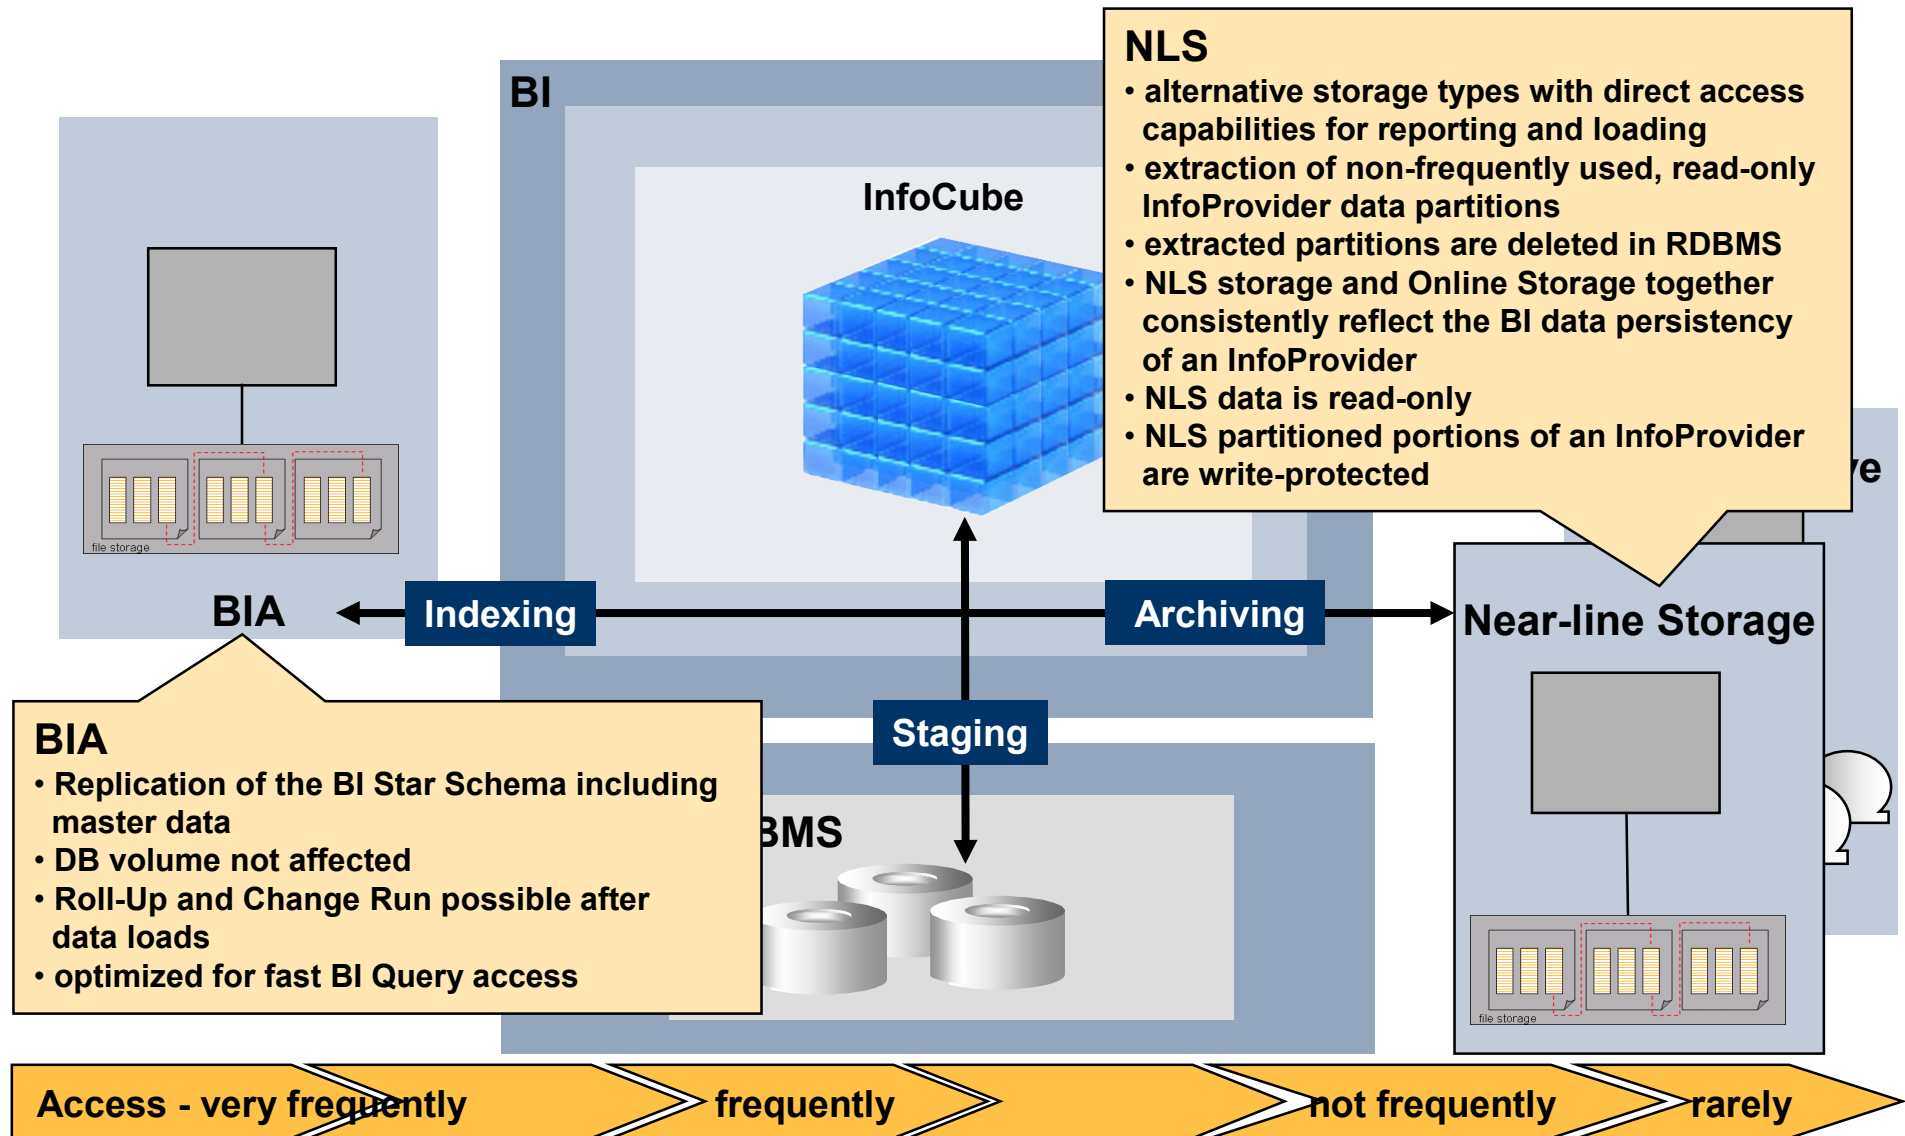 BI
InfoCube
NLS
• alternative storage types with direct access
capabilities for reporting and loading
• extraction of non-frequently used, read-only
InfoProvider data partitions
• extracted partitions are deleted in RDBMS
• NLS storage and Online Storage together
consistently reflect the BI data persistency
of an InfoProvider
• NLS data is read-only
• NLS partitioned portions of an InfoProvider
are write-protected
file storage
BIA
Indexing
Archiving
Near-line Storage
Staging
BIA
• Replication of the BI Star Schema including
master data
• DB volume not affected
• Roll-Up and Change Run possible after
data loads
• optimized for fast BI Query access
BMS
file storage
Access - very frequently
frequently
not frequently
rarely